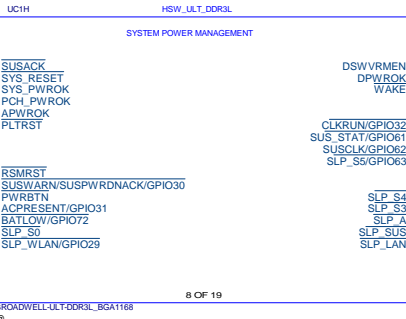 UC1H
HSW_ULT_DDR3L
SYSTEM POWER MANAGEMENT
SUSACK
SYS_RESET
SYS_PWROK
PCH_PWROK
APWROK
PLTRST
RSMRST
SUSWARN/SUSPWRDNACK/GPIO30
PWRBTN
ACPRESENT/GPIO31
BATLOW/GPIO72
SLP_S0
SLP_WLAN/GPIO29
DSWVRMEN
DPWROK
WAKE
CLKRUN/GPIO32
SUS_STAT/GPIO61
SUSCLK/GPIO62
SLP_S5/GPIO63
SLP_S4
SLP_S3
SLP_A
SLP_SUS
SLP_LAN
8 OF 19
BROADWELL-ULT-DDR3L_BGA1168
@